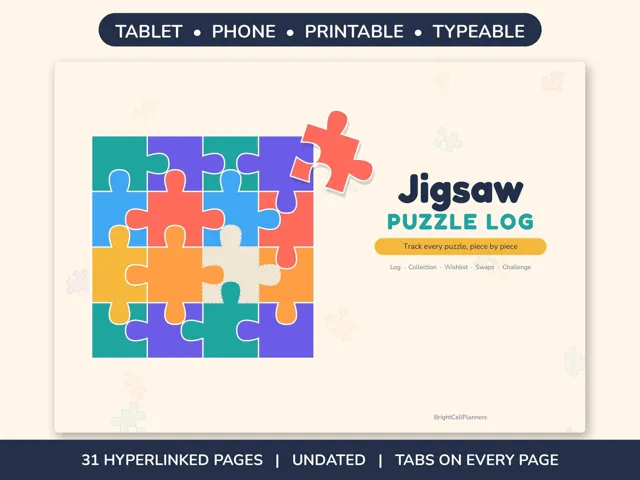 TABLET • PHONE • PRINTABLE • TYPEABLE
Jigsaw
PUZZLE LOG
Track every puzzle, piece by piece
Log · Collection · Wishlist · Swaps · Challenge
BrightCellPlanners
31 HYPERLINKED PAGES | UNDATED | TABS ON EVERY PAGE